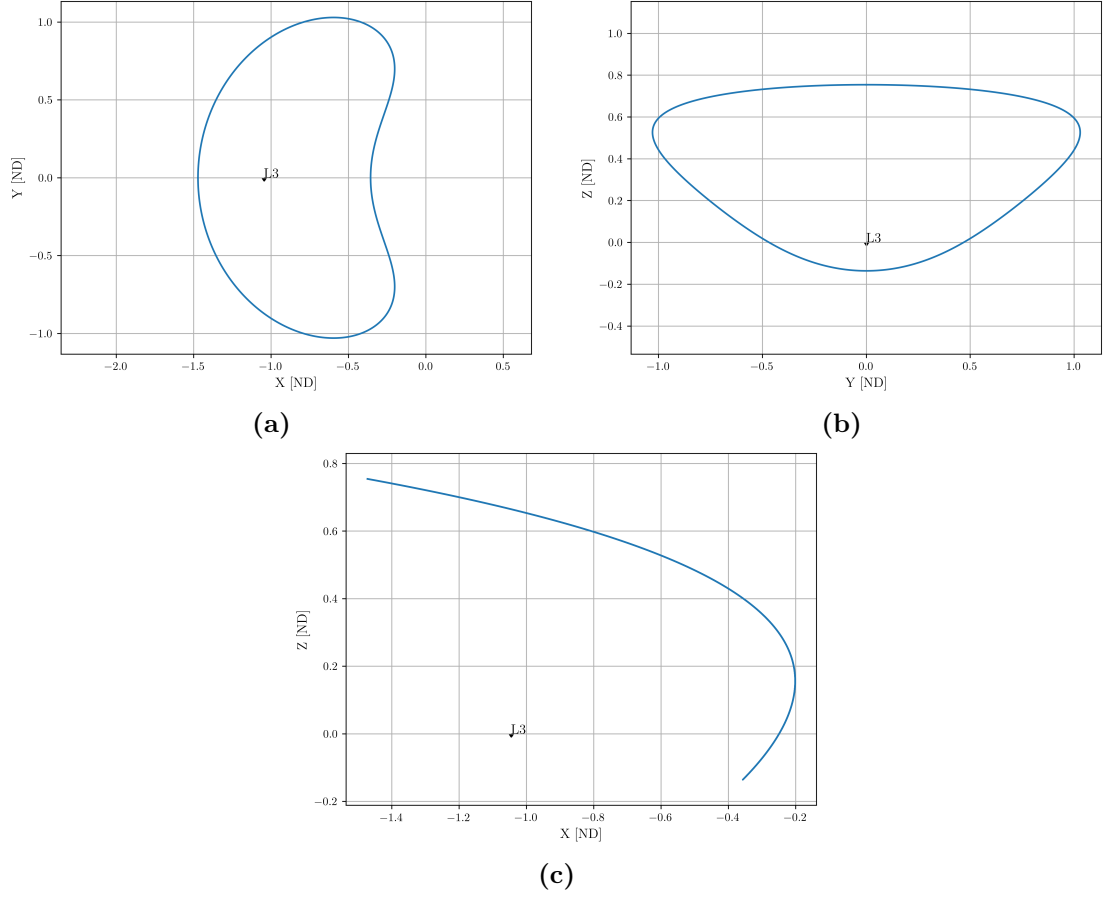 1.0
0.5
0.0
−0.5
−1.0
Y [ND]
L3
−2.0 −1.5 −1.0 −0.5 0.0 0.5
X [ND]
(a)
1.0
0.8
0.6
0.4
0.2
0.0
−0.2
−0.4
Z [ND]
L3
−1.0 −0.5 0.0 0.5 1.0
Y [ND]
(b)
0.8
0.6
0.4
0.2
0.0
−0.2
Z [ND]
L3
−1.4 −1.2 −1.0 −0.8 −0.6 −0.4 −0.2
X [ND]
(c)